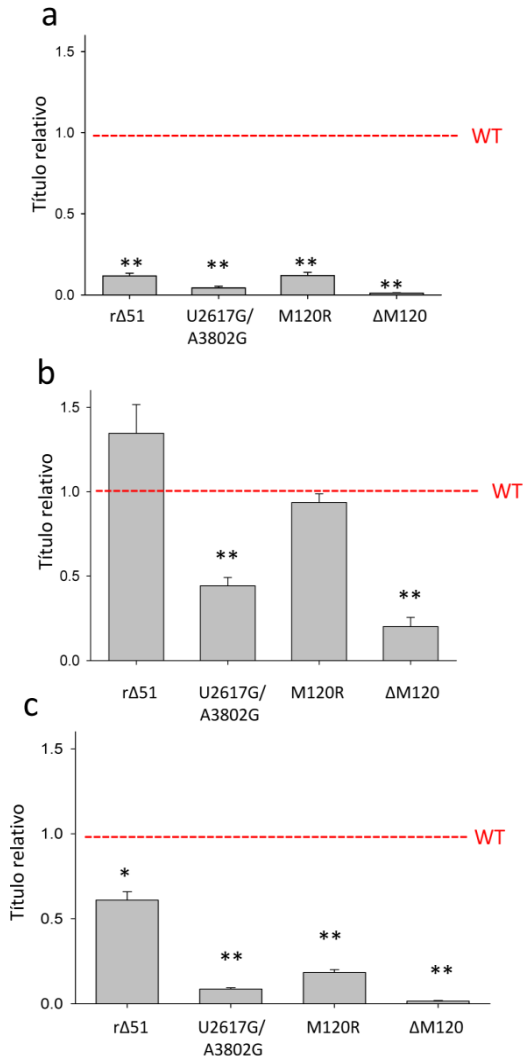 a
1.5
1.0
WT
Título relativo
0.5
** ** ** **
0.0
rΔ51 U2617G/ M120R ΔM120
A3802G
b
1.5
1.0
WT
Título relativo
0.5
** **
0.0
rΔ51 U2617G/ M120R ΔM120
A3802G
c
1.5
1.0
WT
Título relativo
*
0.5
** ** **
0.0
rΔ51 U2617G/ M120R ΔM120
A3802G